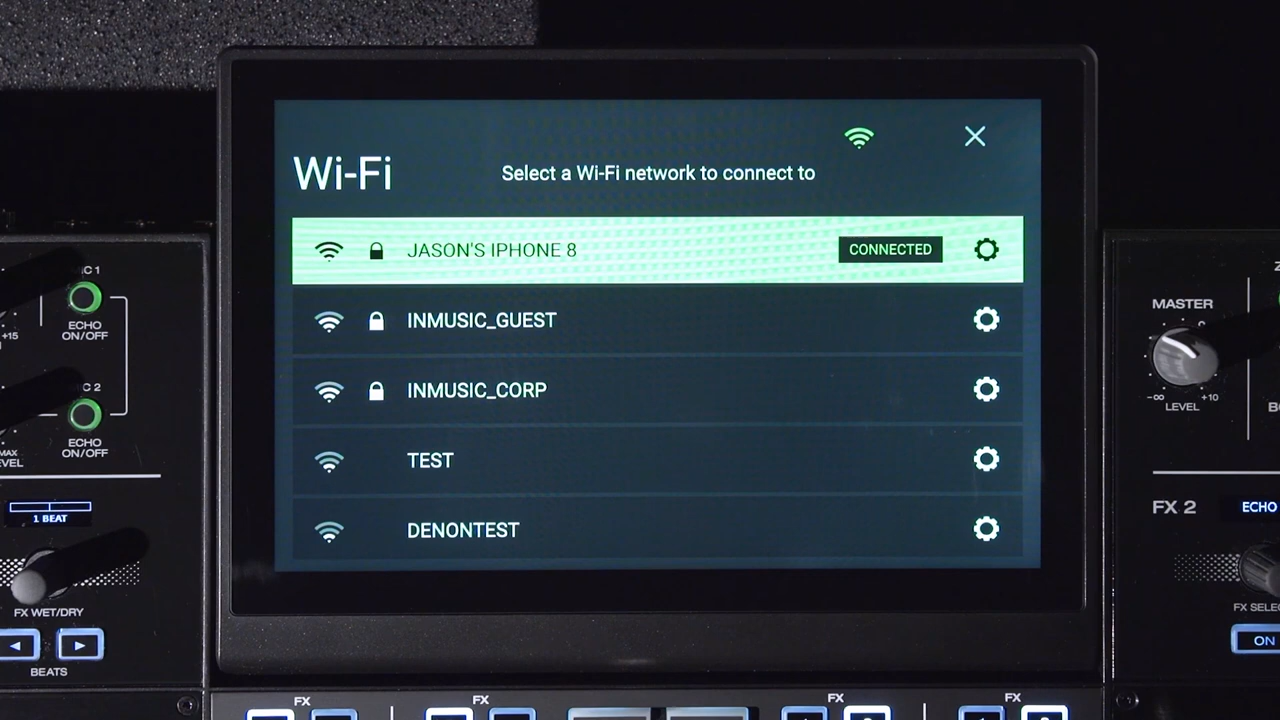 Wi-Fi
Select a Wi-Fi network to connect to
JASON'S IPHONE 8
CONNECTED
INMUSIC_GUEST
INMUSIC_CORP
TEST
DENONTEST
ECHO
ON/OFF
+15
ECHO
ON/OFF
1 BEAT
FX WET/DRY
BEATS
MASTER
-∞
+10
LEVEL
FX 2
ECHO
ON
FX
FX
FX
FX